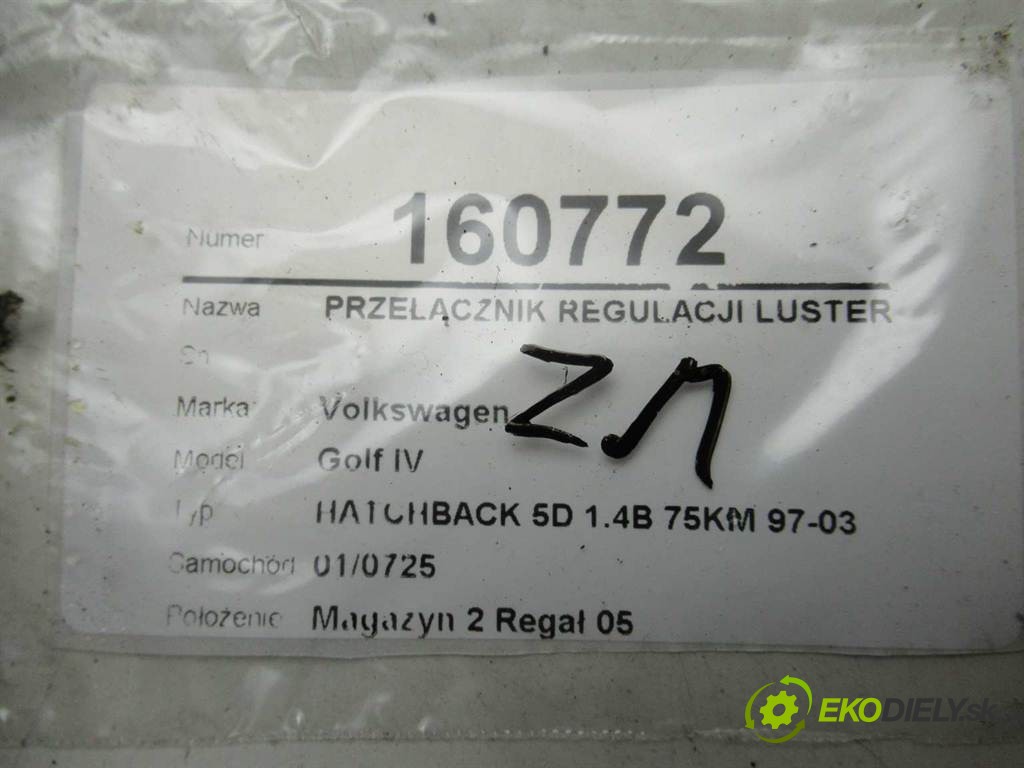 Numer 160772
Nazwa PRZEŁĄCZNIK REGULACJI LUSTER
Sn
Marka Volkswagen
Model Golf IV
Typ HATCHBACK 5D 1.4B 75KM 97-03
Samochód 01/0725
Położenie Magazyn 2 Regał 05
EKODIELY.sk